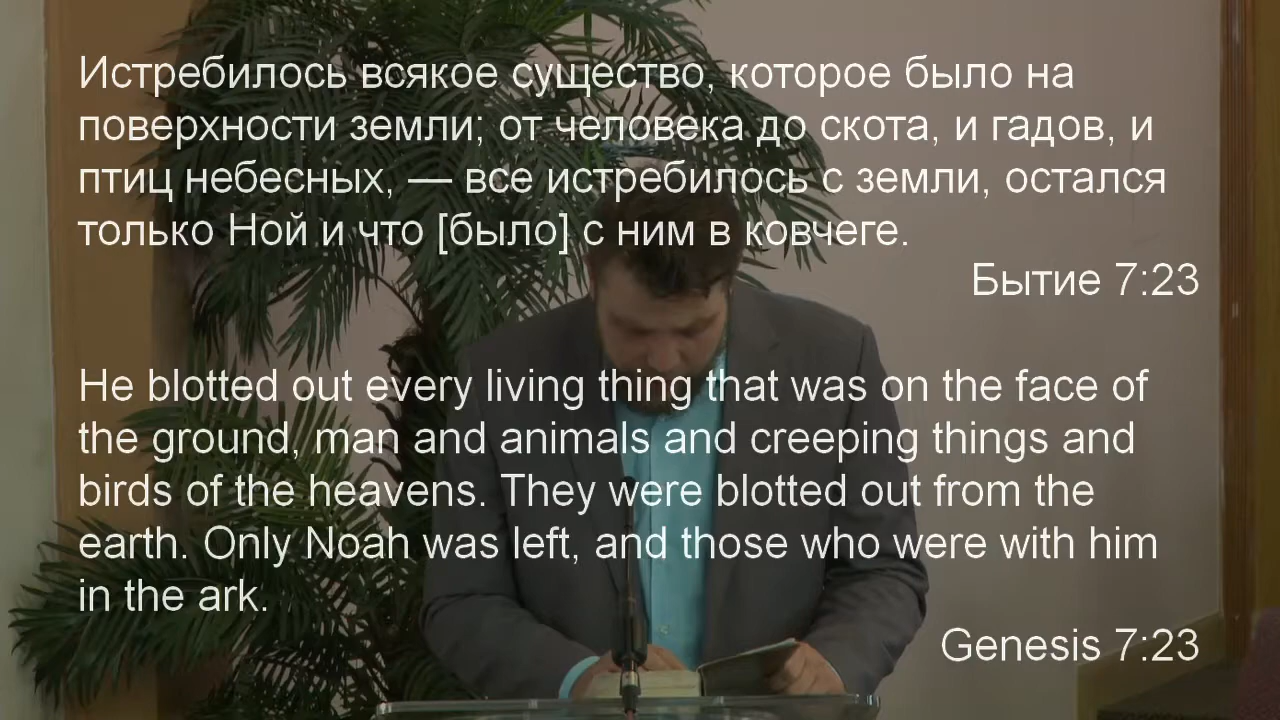 Истребилось всякое существо, которое было на
поверхности земли; от человека до скота, и гадов, и
птиц небесных, — все истребилось с земли, остался
только Ной и что [было] с ним в ковчеге.
Бытие 7:23
He blotted out every living thing that was on the face of
the ground, man and animals and creeping things and
birds of the heavens. They were blotted out from the
earth. Only Noah was left, and those who were with him
in the ark.
Genesis 7:23